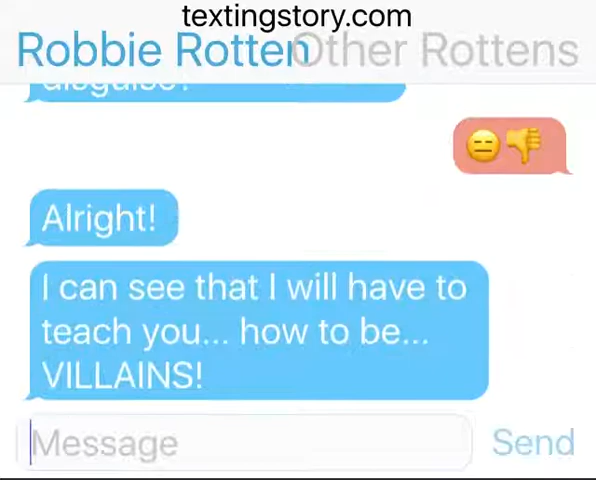 textingstory.com
Robbie Rotten Other Rottens
disguise?
😑👎
Alright!
I can see that I will have to
teach you... how to be...
VILLAINS!
Message
Send